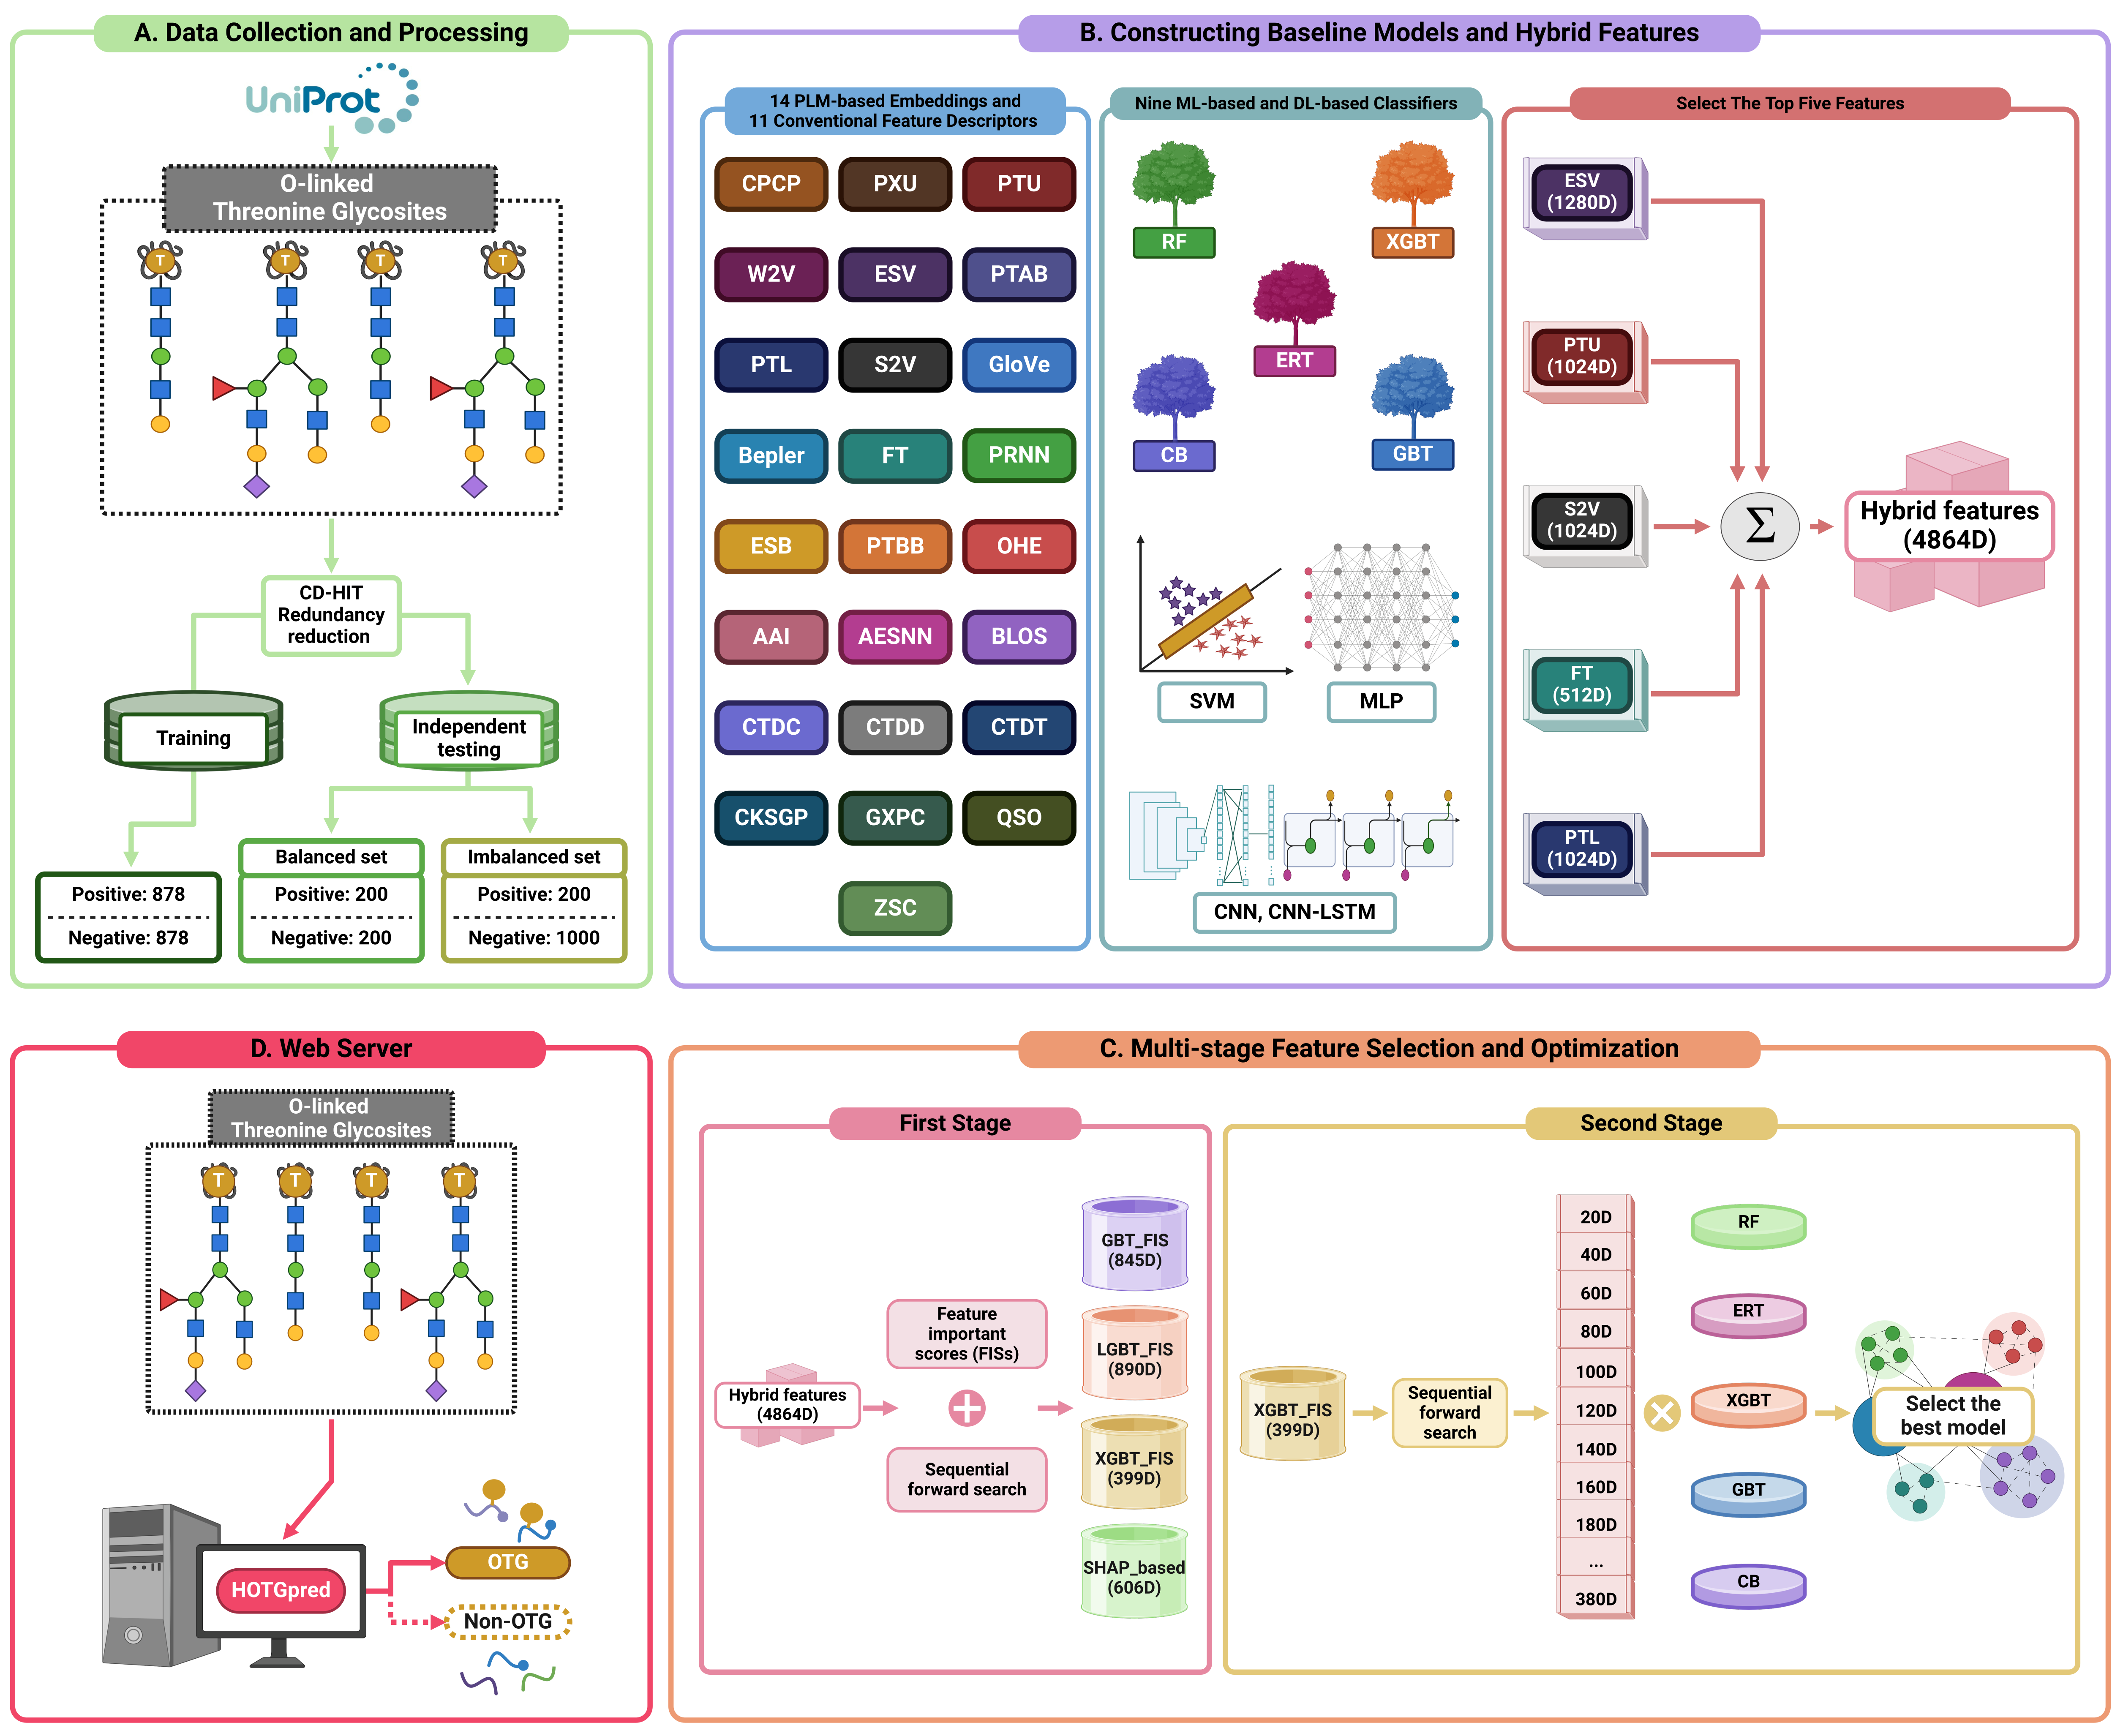 A. Data Collection and Processing
UniProt
O-linked
Threonine Glycosites
T
T
T
T
CD-HIT
Redundancy
reduction
Training
Independent
testing
Balanced set
Imbalanced set
Positive: 878
Negative: 878
Positive: 200
Negative: 200
Positive: 200
Negative: 1000
B. Constructing Baseline Models and Hybrid Features
14 PLM-based Embeddings and
11 Conventional Feature Descriptors
CPCP
PXU
PTU
W2V
ESV
PTAB
PTL
S2V
GloVe
Bepler
FT
PRNN
ESB
PTBB
OHE
AAI
AESNN
BLOS
CTDC
CTDD
CTDT
CKSGP
GXPC
QSO
ZSC
Nine ML-based and DL-based Classifiers
RF
XGBT
ERT
CB
GBT
SVM
MLP
CNN, CNN-LSTM
Select The Top Five Features
ESV
(1280D)
PTU
(1024D)
S2V
(1024D)
FT
(512D)
PTL
(1024D)
Σ
Hybrid features
(4864D)
D. Web Server
O-linked
Threonine Glycosites
T
T
T
T
HOTGpred
OTG
Non-OTG
C. Multi-stage Feature Selection and Optimization
First Stage
Hybrid features
(4864D)
Feature
important
scores (FISs)
Sequential
forward search
GBT_FIS
(845D)
LGBT_FIS
(890D)
XGBT_FIS
(399D)
SHAP_based
(606D)
Second Stage
XGBT_FIS
(399D)
Sequential
forward
search
20D
40D
60D
80D
100D
120D
140D
160D
180D
...
380D
RF
ERT
XGBT
GBT
CB
Select the
best model